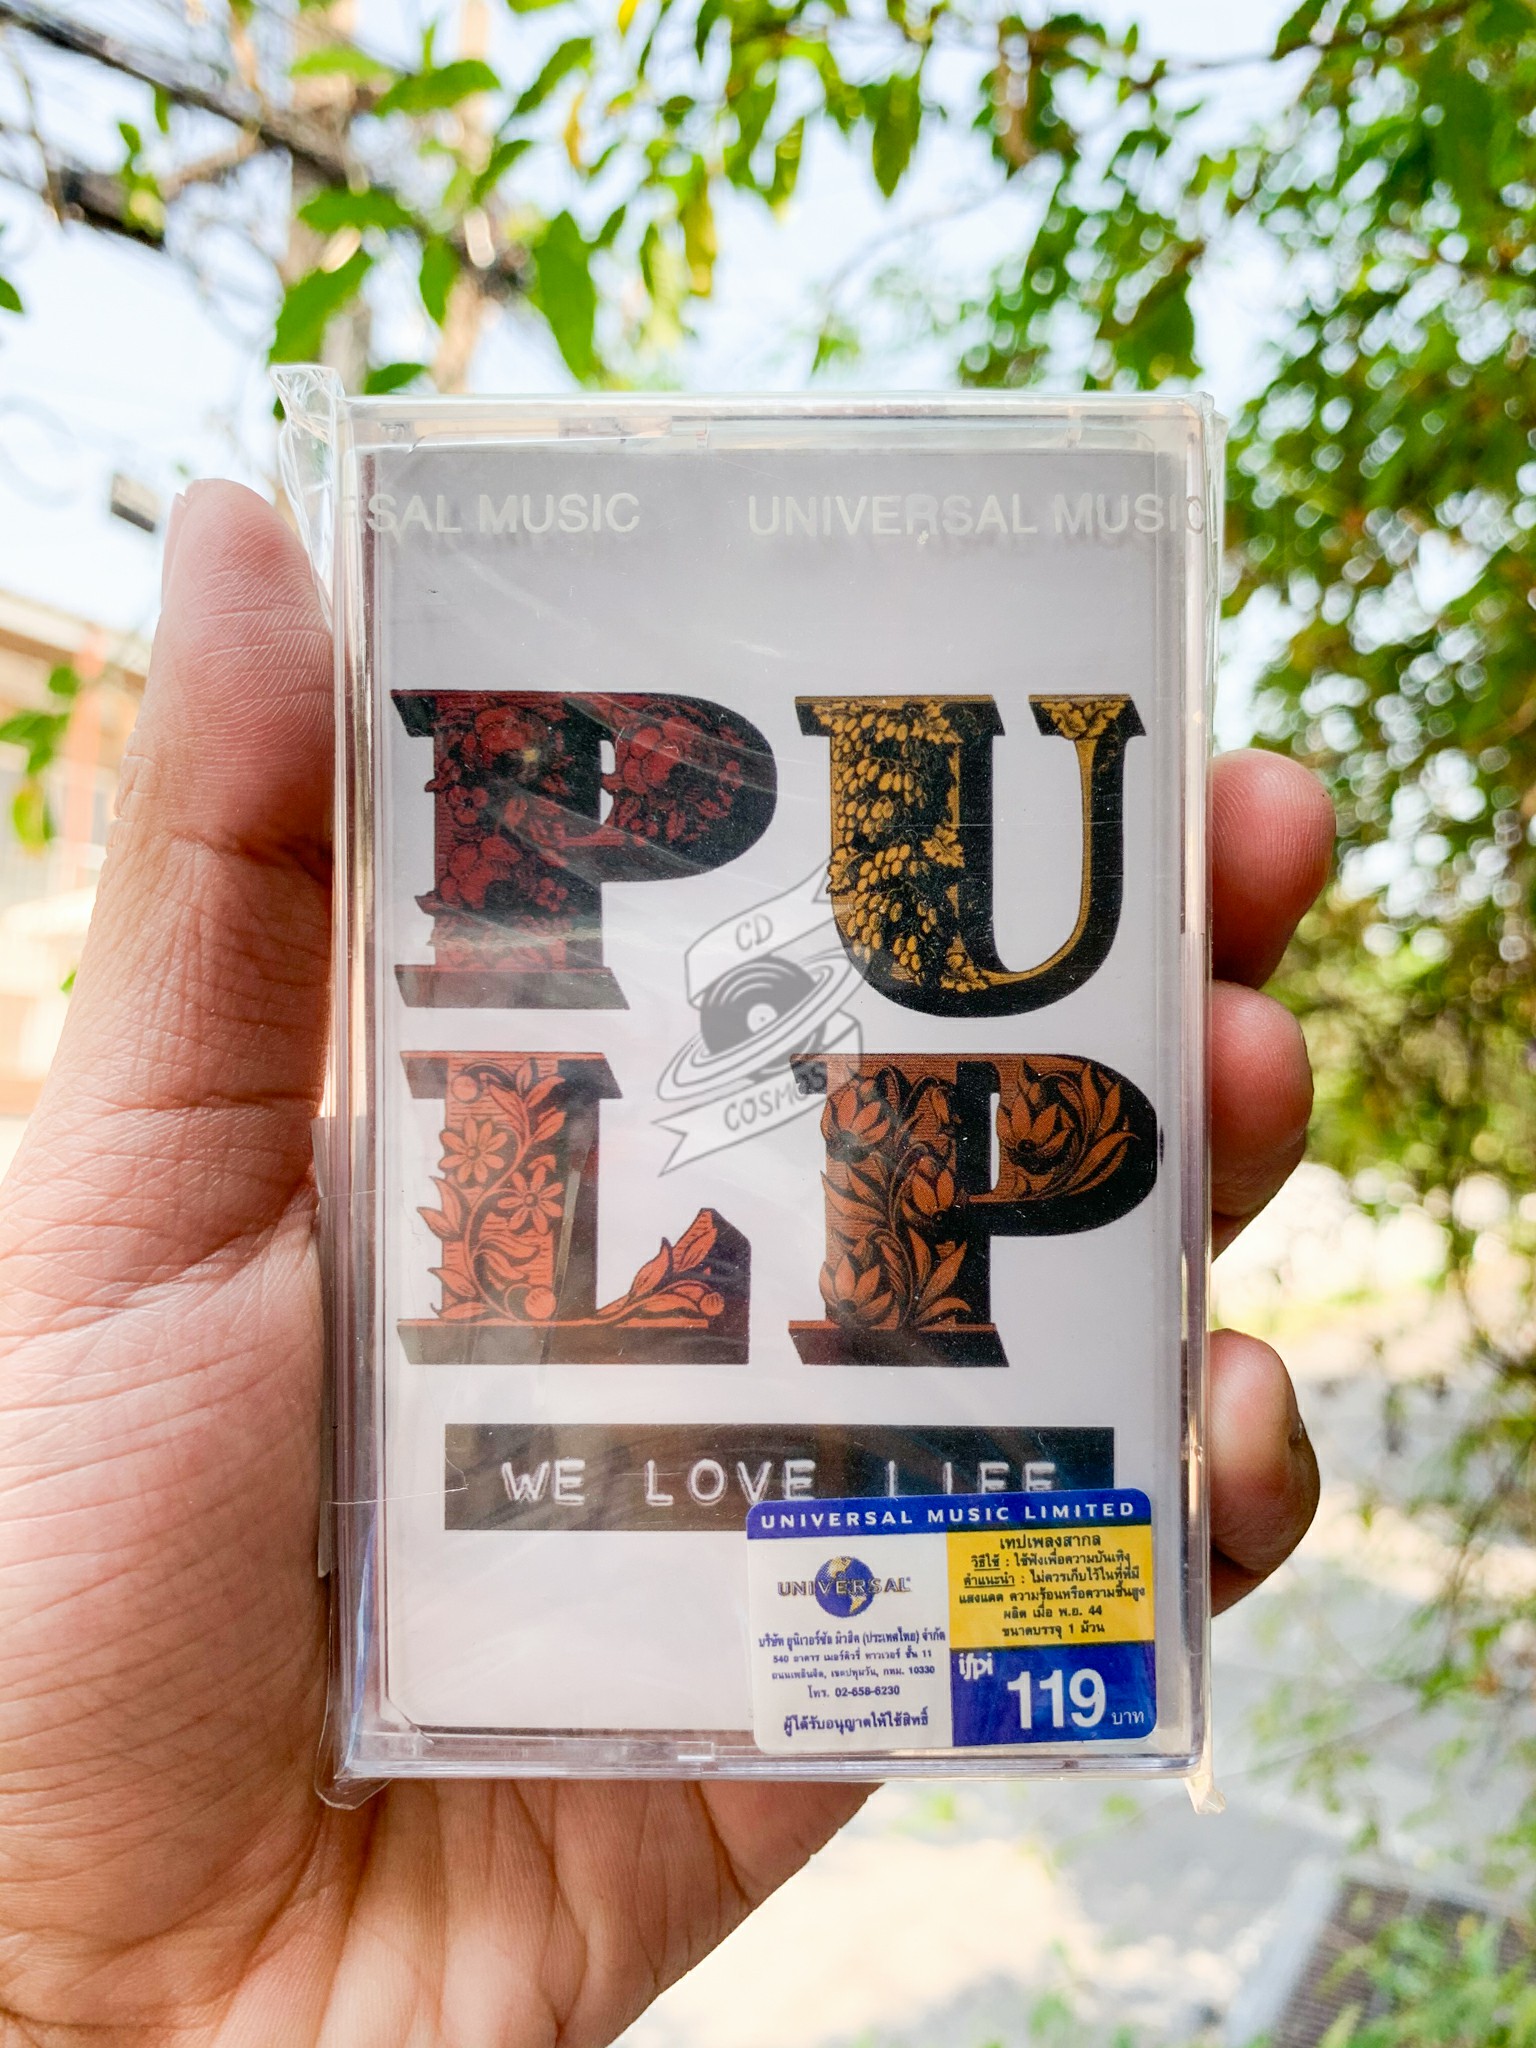 RSAL MUSIC UNIVERSAL MUSIC
PU
LP
CD
COSMOS
WE LOVE LIFE
UNIVERSAL MUSIC LIMITED
UNIVERSAL
บริษัท ยูนิเวอร์ซัล มิวสิค (ประเทศไทย) จำกัด
540 อาคาร เมอร์คิวรี่ ทาวเวอร์ ชั้น 11
ถนนเพลินจิต, เขตปทุมวัน, กทม. 10330
โทร. 02-658-6230
ผู้ได้รับอนุญาตให้ใช้สิทธิ์
เทปเพลงสากล
วิธีใช้ : ใช้ฟังเพื่อความบันเทิง
คำแนะนำ : ไม่ควรเก็บไว้ในที่ที่มี
แสงแดด ความร้อนหรือความชื้นสูง
ผลิต เมื่อ พ.ย. 44
ขนาดบรรจุ 1 ม้วน
ifpi
119 บาท